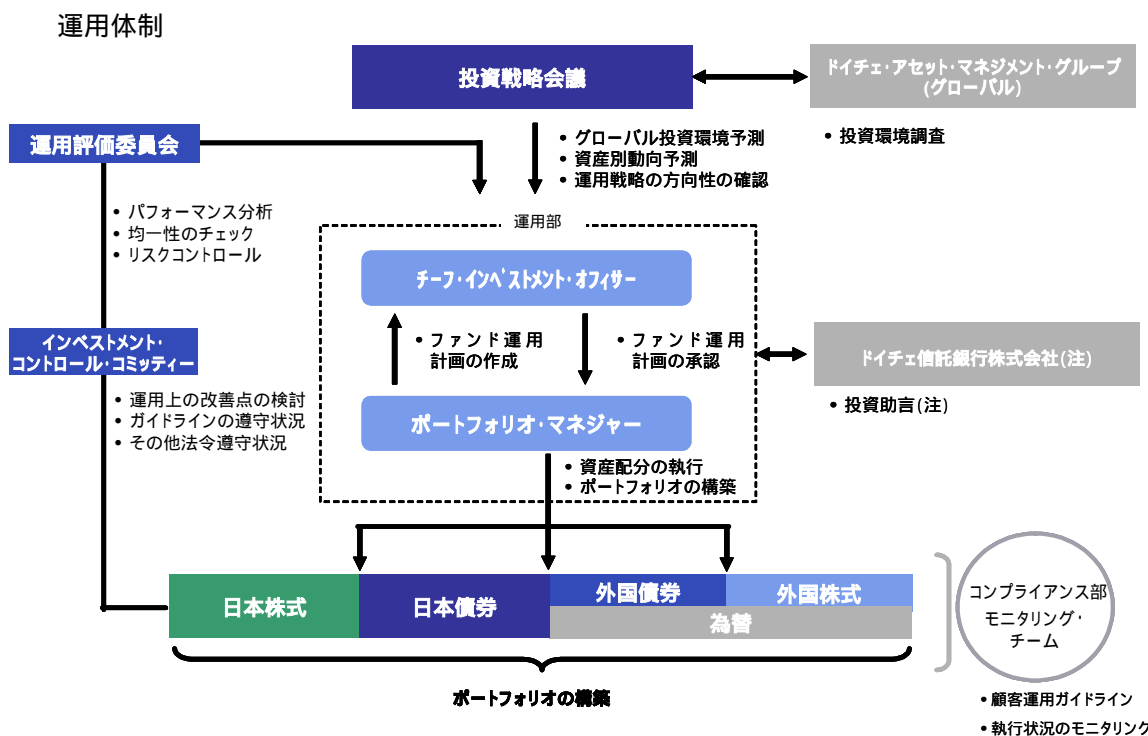 運用体制
投資戦略会議
ドイチェ・アセット・マネジメント・グループ
(グローバル)
• 投資環境調査
運用評価委員会
• グローバル投資環境予測
• 資産別動向予測
• 運用戦略の方向性の確認
• パフォーマンス分析
• 均一性のチェック
• リスクコントロール
運用部
チーフ・インベストメント・オフィサー
• ファンド運用
計画の作成
• ファンド運用
計画の承認
インベストメント・
コントロール・コミッティー
ドイチェ信託銀行株式会社(注)
• 投資助言(注)
• 運用上の改善点の検討
• ガイドラインの遵守状況
• その他法令遵守状況
ポートフォリオ・マネジャー
• 資産配分の執行
• ポートフォリオの構築
日本株式
日本債券
外国債券
外国株式
為替
コンプライアンス部
モニタリング・
チーム
ポートフォリオの構築
• 顧客運用ガイドライン
• 執行状況のモニタリング